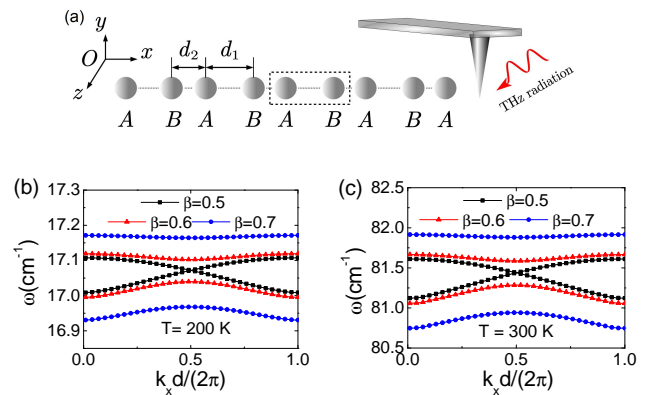 (a)
y
O
x
z
d₂ d₁
A B A B A B A B A
THz radiation
(b)
17.3
17.2
17.1
17.0
16.9
ω(cm⁻¹)
β=0.5
β=0.6 β=0.7
T= 200 K
0.0 0.5 1.0
kₓd/(2π)
(c)
82.5
82.0
81.5
81.0
80.5
ω(cm⁻¹)
β=0.5
β=0.6 β=0.7
T = 300 K
0.0 0.5 1.0
kₓd/(2π)